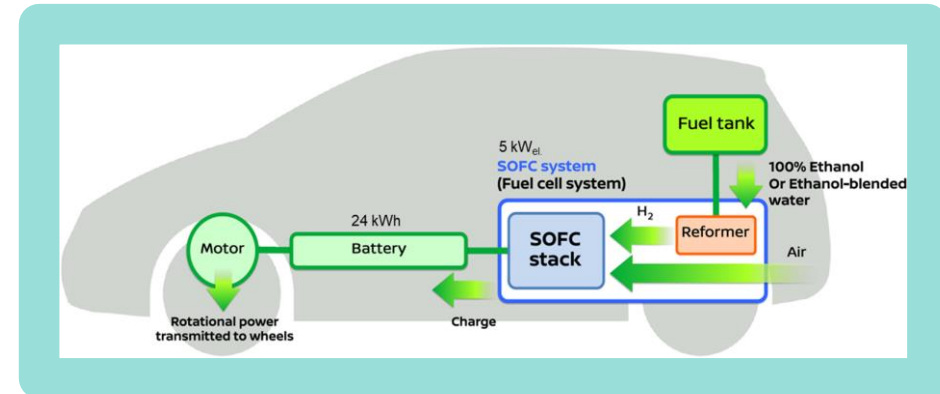 Fuel tank
5 kWel.
SOFC system
(Fuel cell system)
100% Ethanol
Or Ethanol-blended
water
24 kWh
H2
Motor
Battery
SOFC
stack
Reformer
Air
Rotational power
transmitted to wheels
Charge